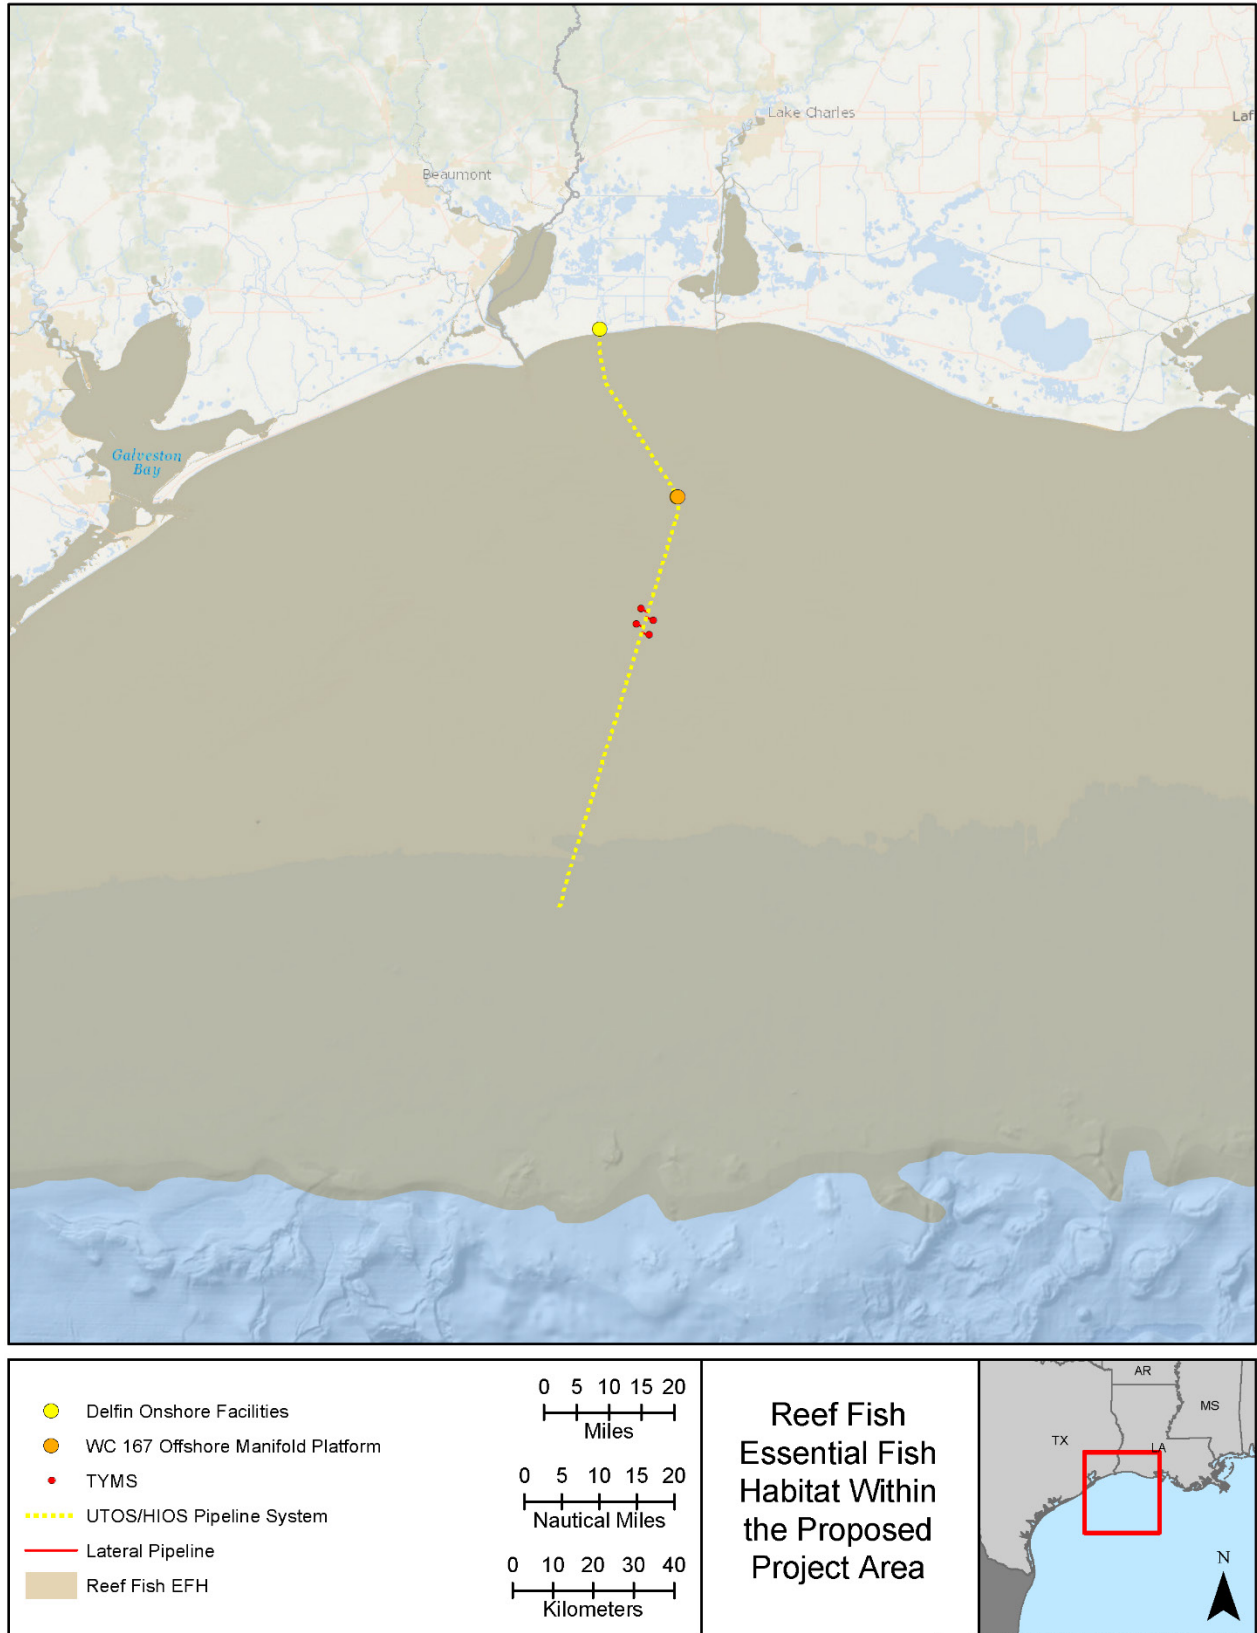 Lake Charles
Laf
Beaumont
Galveston
Bay
Delfin Onshore Facilities
WC 167 Offshore Manifold Platform
TYMS
UTOS/HIOS Pipeline System
Lateral Pipeline
Reef Fish EFH
0 5 10 15 20
Miles
0 5 10 15 20
Nautical Miles
0 10 20 30 40
Kilometers
Reef Fish
Essential Fish
Habitat Within
the Proposed
Project Area
AR
MS
TX
LA
N